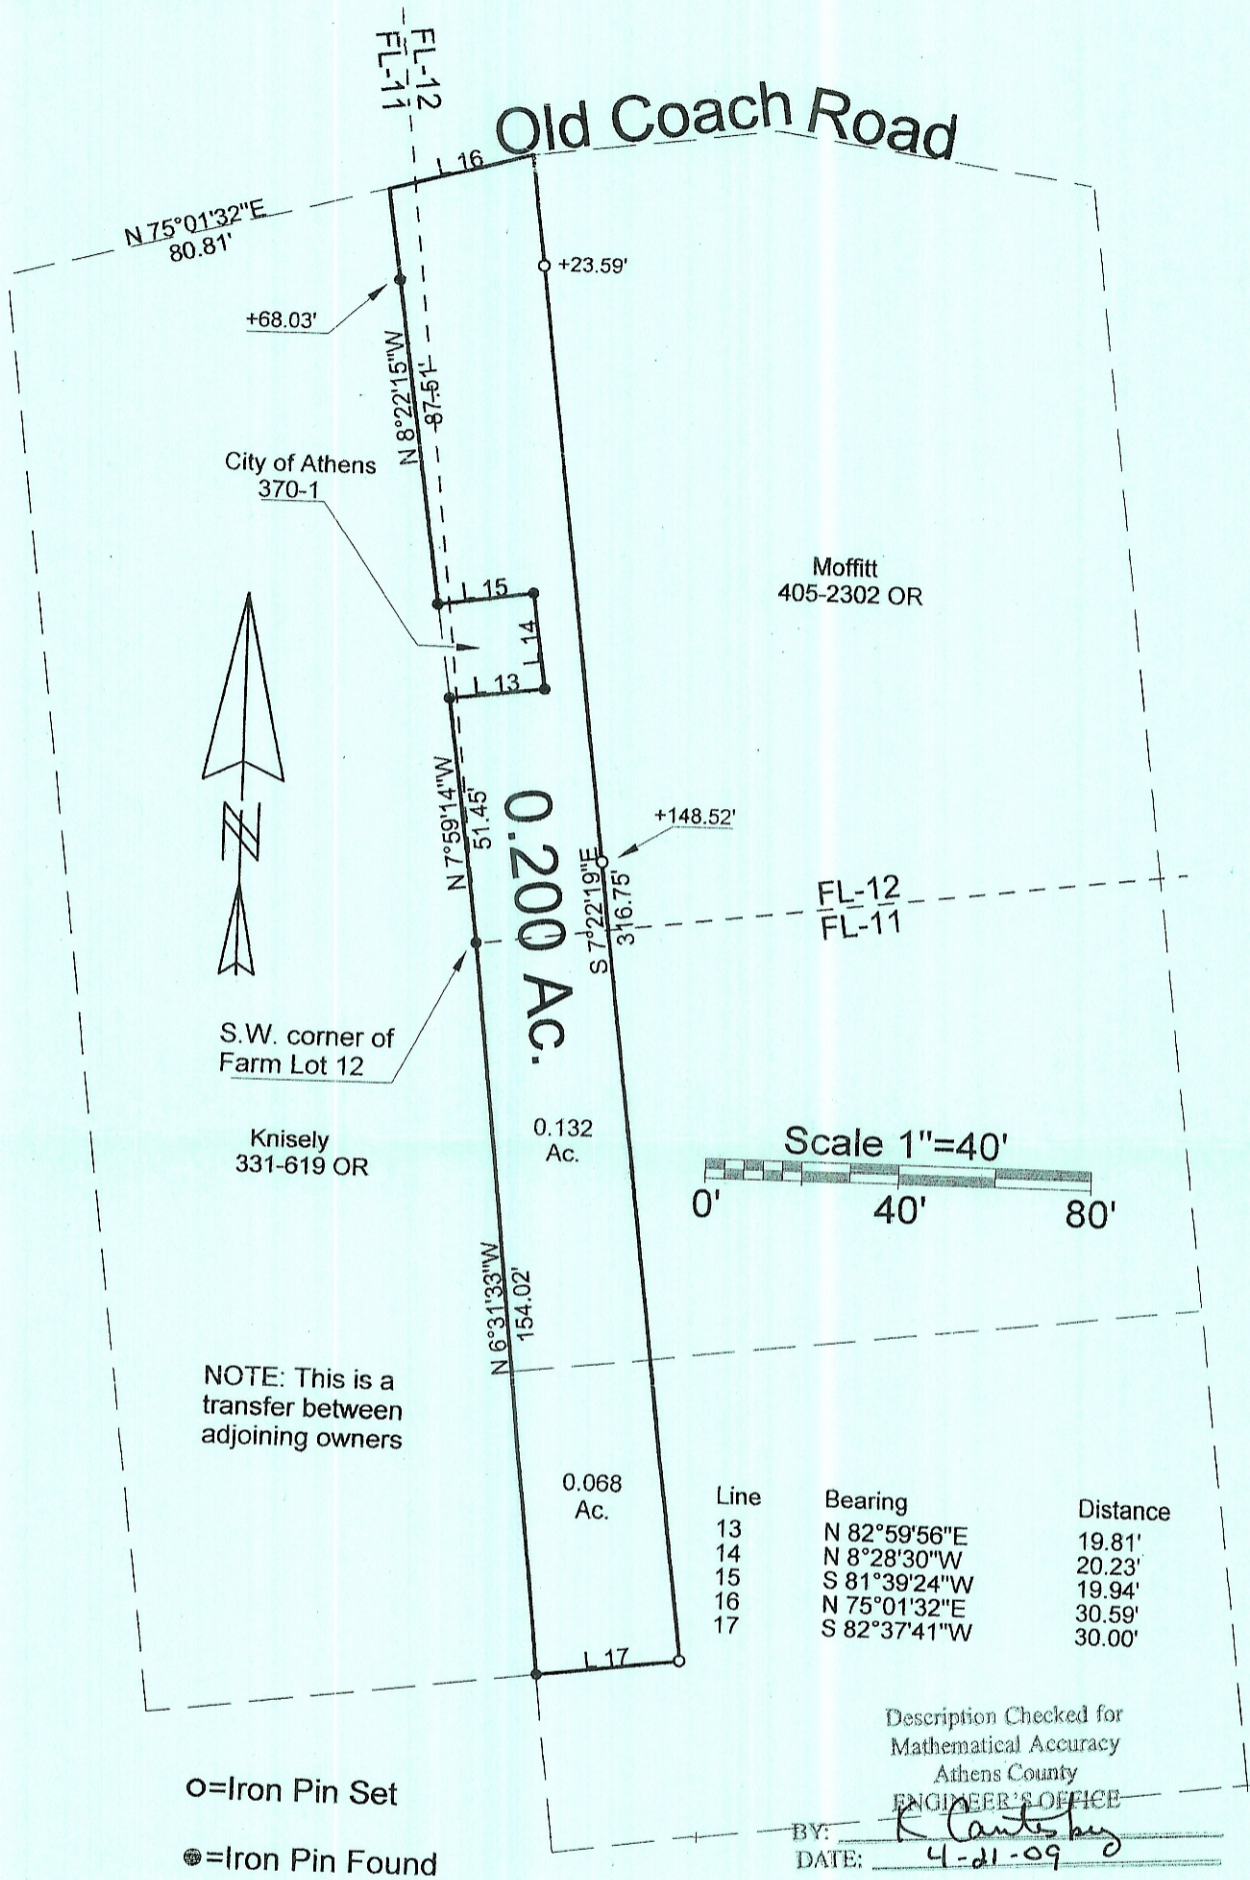 FL-12
FL-11
Old Coach Road
L 16
N 75°01'32"E
80.81'
+23.59'
+68.03'
N 8°22'15"W
87.51'
City of Athens
370-1
L 15
L 14
L 13
Moffitt
405-2302 OR
N
N 7°59'14"W
51.45'
0.200 Ac.
+148.52'
S 7°22'19"E
316.75'
FL-12
FL-11
S.W. corner of
Farm Lot 12
Knisely
331-619 OR
0.132
Ac.
Scale 1"=40'
0' 40' 80'
N 6°31'33"W
154.02'
NOTE: This is a
transfer between
adjoining owners
0.068
Ac.
Line Bearing Distance
13 N 82°59'56"E 19.81'
14 N 8°28'30"W 20.23'
15 S 81°39'24"W 19.94'
16 N 75°01'32"E 30.59'
17 S 82°37'41"W 30.00'
L 17
Description Checked for
Mathematical Accuracy
Athens County
ENGINEER'S OFFICE
BY: K
DATE: 4-21-09
O=Iron Pin Set
●=Iron Pin Found